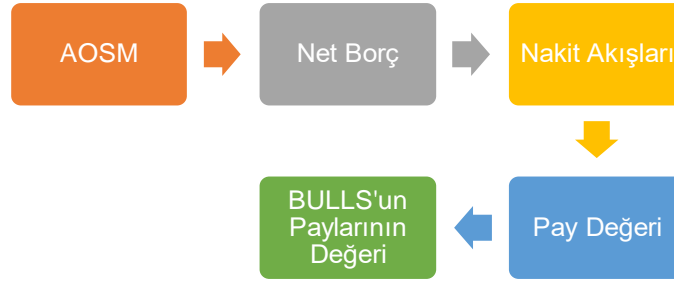 AOSM
Net Borç
Nakit Akışları
Pay Değeri
BULLS'un
Paylarının
Değeri